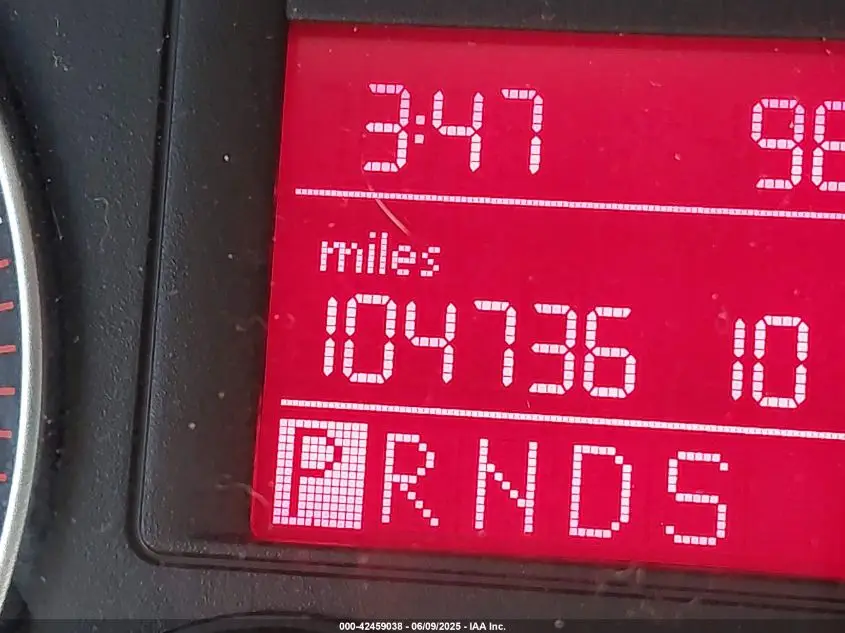 3:47 98
miles
104736 10
P R N D S
000-42459038 - 06/09/2025 - IAA Inc.